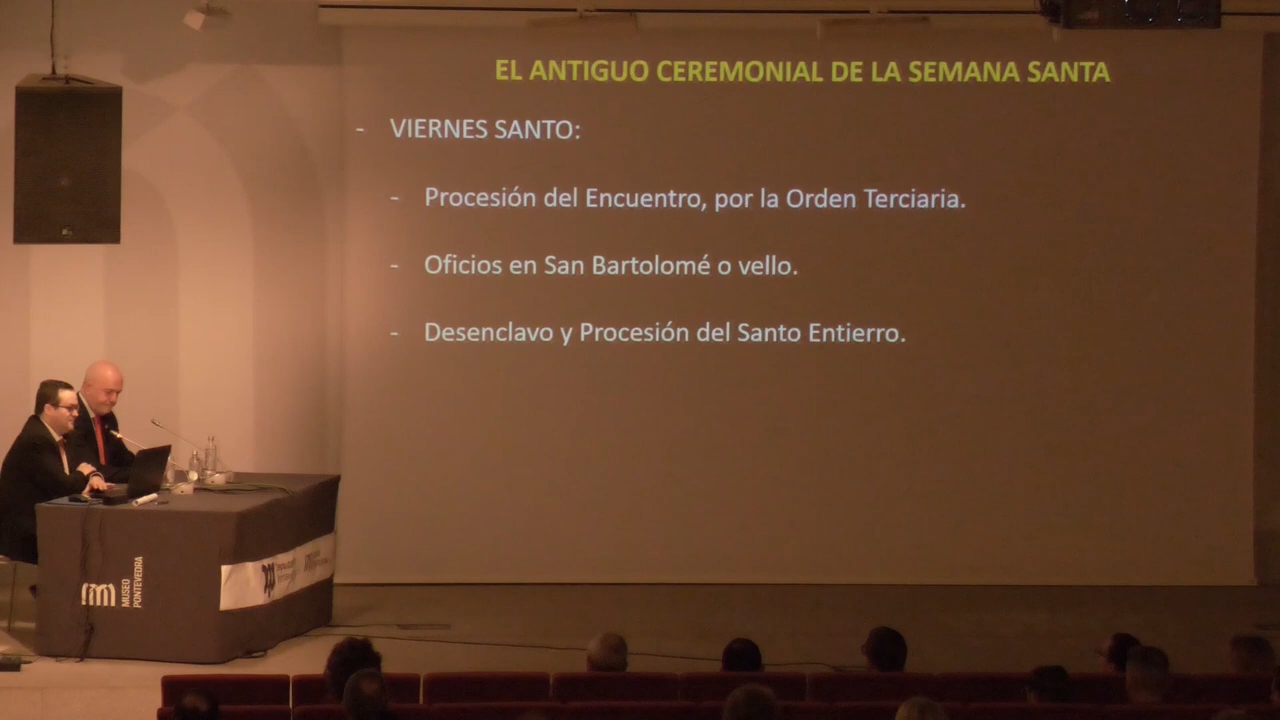 EL ANTIGUO CEREMONIAL DE LA SEMANA SANTA
- VIERNES SANTO:
- Procesión del Encuentro, por la Orden Terciaria.
- Oficios en San Bartolomé o vello.
- Desenclavo y Procesión del Santo Entierro.
MUSEO
PONTEVEDRA